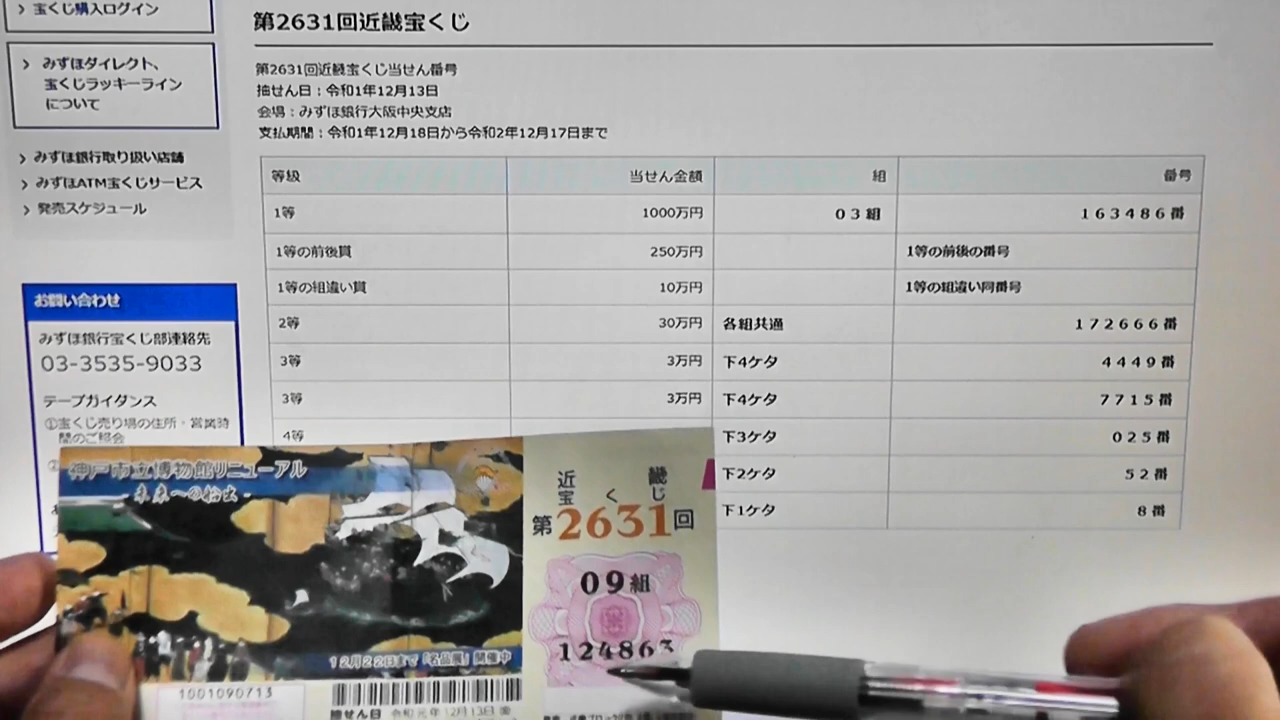 宝くじ購入ログイン
みずほダイレクト、
宝くじラッキーライン
について
みずほ銀行取り扱い店舗
みずほATM宝くじサービス
発売スケジュール
お問い合わせ
みずほ銀行宝くじ部連絡先
03-3535-9033
テープガイダンス
①宝くじ売り場の住所・営業時
間のご照会
第2631回近畿宝くじ
第2631回近畿宝くじ当せん番号
抽せん日：令和1年12月13日
会場：みずほ銀行大阪中央支店
支払期間：令和1年12月18日から令和2年12月17日まで
等級 当せん金額 組 番号
1等 1000万円 03組 163486番
1等の前後賞 250万円 1等の前後の番号
1等の組違い賞 10万円 1等の組違い同番号
2等 30万円 各組共通 172666番
3等 3万円 下4ケタ 4449番
3等 3万円 下4ケタ 7715番
4等 下3ケタ 025番
下2ケタ 52番
下1ケタ 8番
神戸市立博物館リニューアル
-未来への船出-
12月22日まで「名品展」開催中
1001090713
抽せん日 令和元年12月13日(金
近畿
宝くじ
第2631回
09組
124863